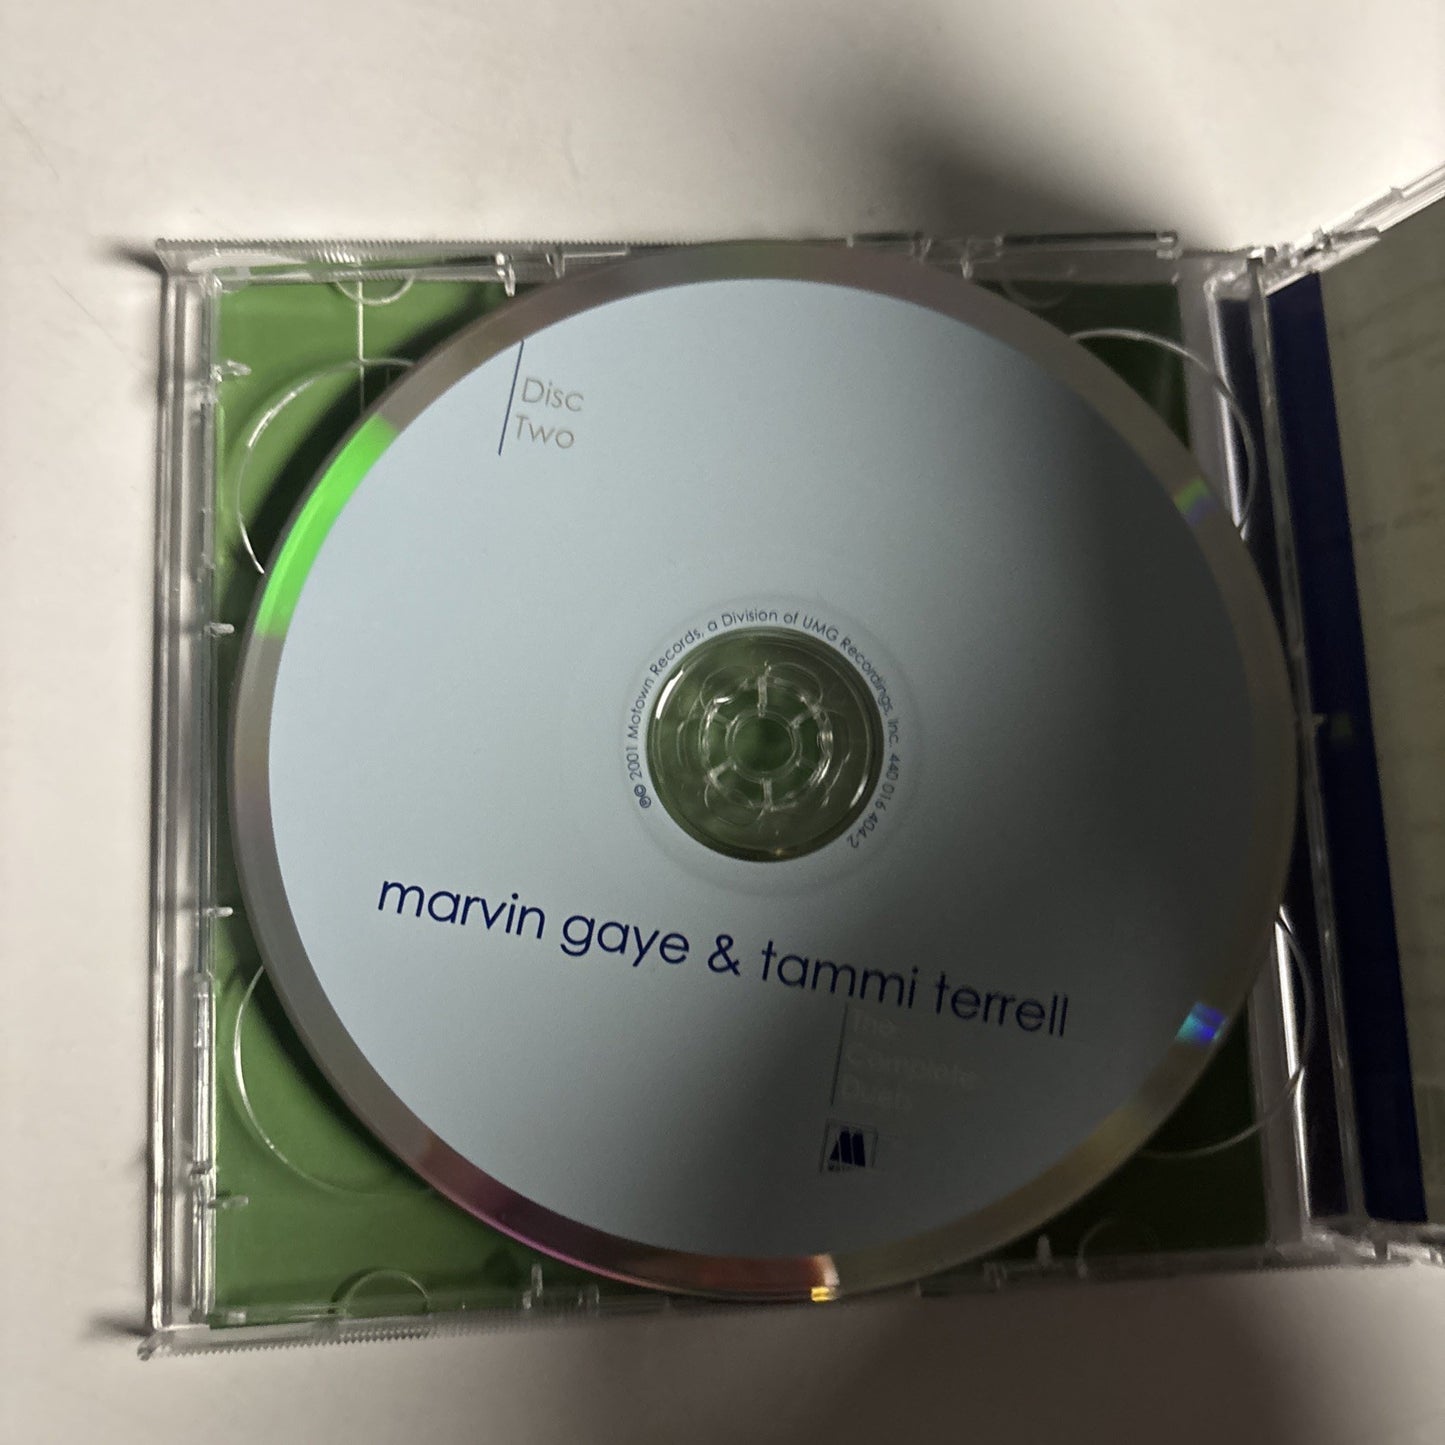 Disc
Two
℗© 2001 Motown Records, a Division of UMG Recordings, Inc. 440 016 404-2
marvin gaye & tammi terrell
The
Complete
Duets